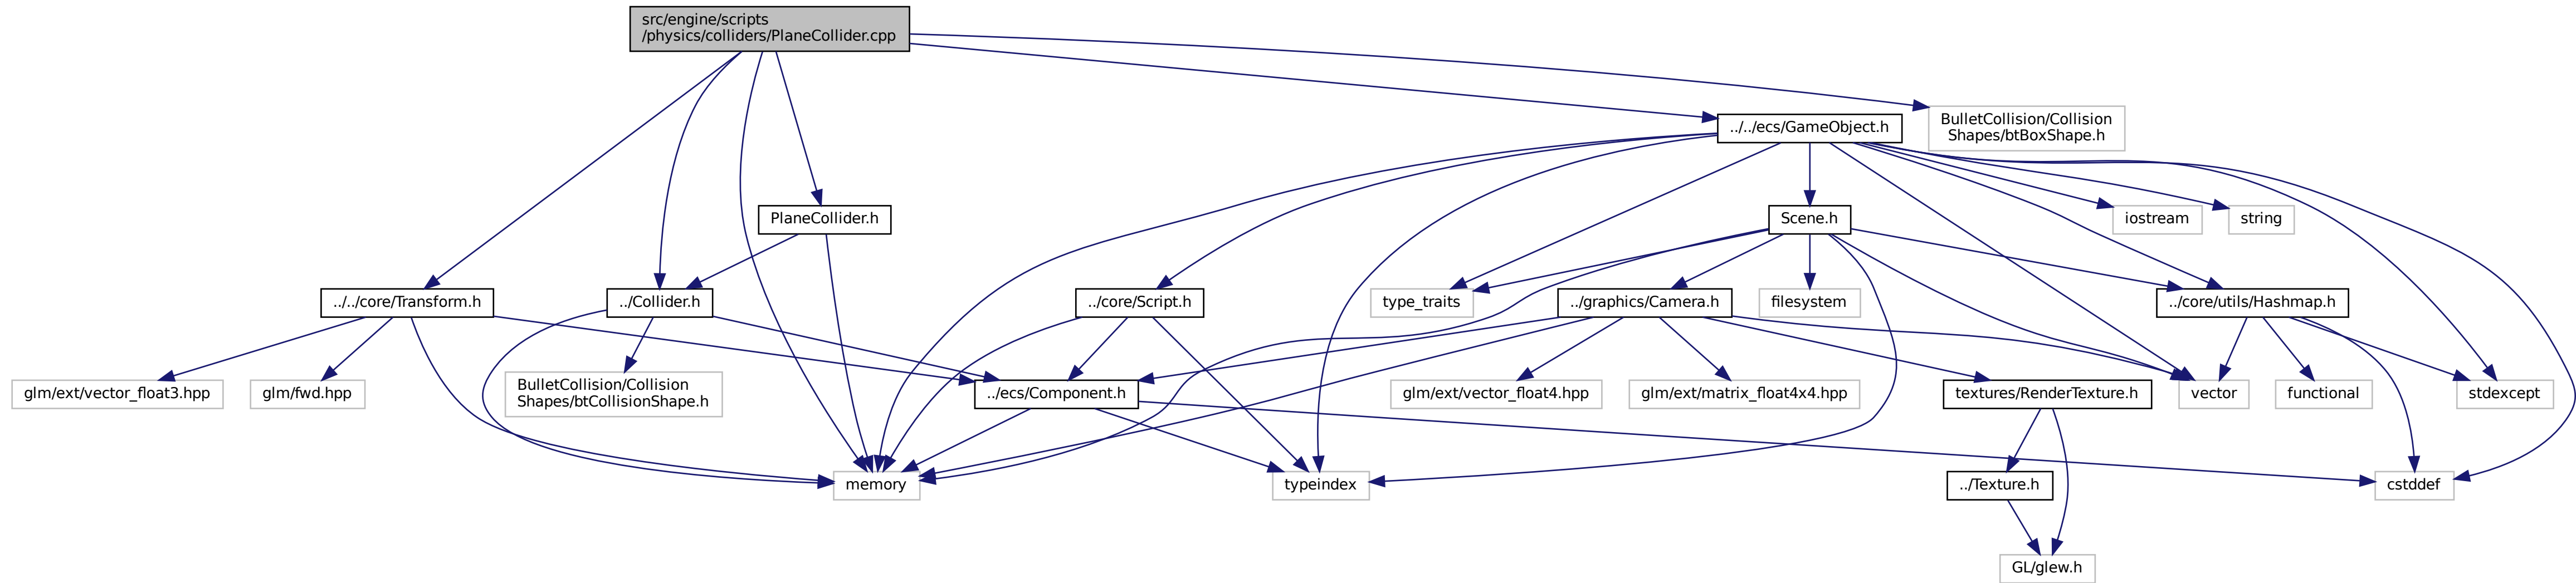 src/engine/scripts
/physics/colliders/PlaneCollider.cpp
BulletCollision/Collision
Shapes/btBoxShape.h
../../ecs/GameObject.h
PlaneCollider.h
Scene.h
iostream
string
../../core/Transform.h
../Collider.h
../core/Script.h
type_traits
../graphics/Camera.h
filesystem
../core/utils/Hashmap.h
glm/ext/vector_float3.hpp
glm/fwd.hpp
BulletCollision/Collision
Shapes/btCollisionShape.h
../ecs/Component.h
glm/ext/vector_float4.hpp
glm/ext/matrix_float4x4.hpp
textures/RenderTexture.h
vector
functional
stdexcept
memory
typeindex
../Texture.h
cstddef
GL/glew.h